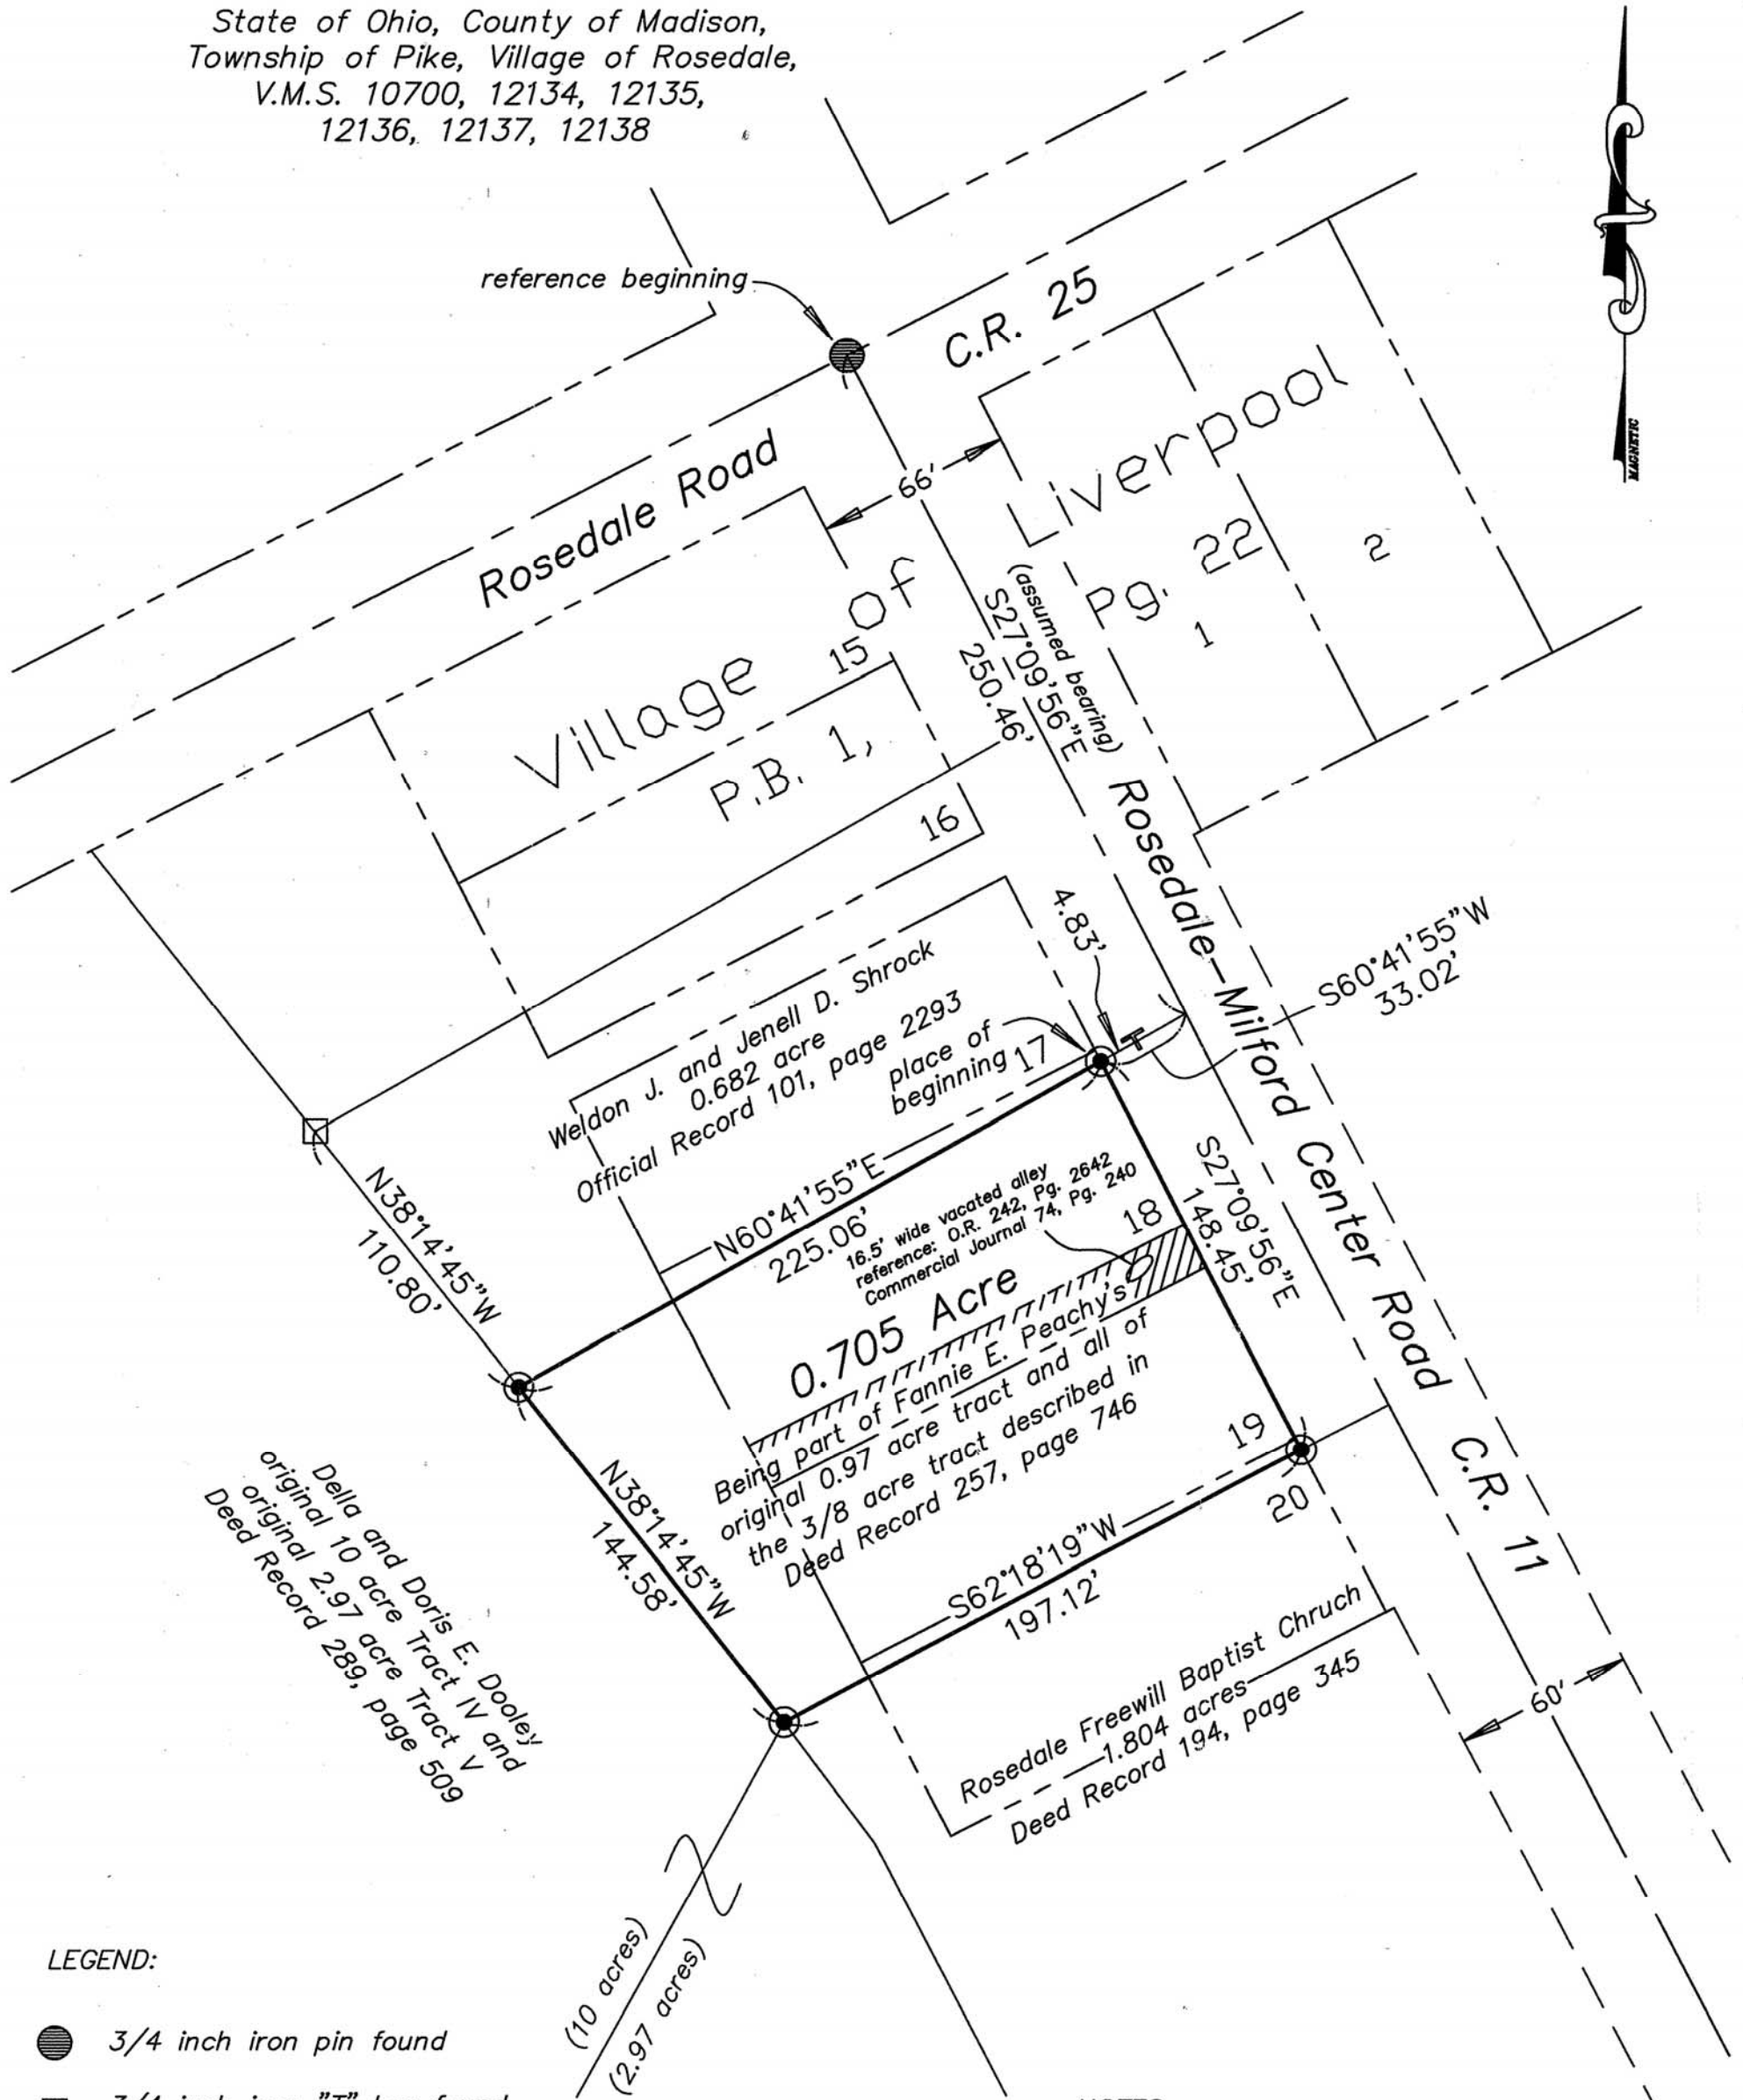 State of Ohio, County of Madison,
Township of Pike, Village of Rosedale,
V.M.S. 10700, 12134, 12135,
12136, 12137, 12138
MAGNETIC
reference beginning
C.R. 25
Rosedale Road
66'
Village of Liverpool
P.B. 1, Pg. 22
15
1
2
16
(assumed bearing)
S27°09'56"E
250.46'
Rosedale-Milford Center Road C.R. 11
4.83'
S60°41'55"W
33.02'
Weldon J. and Jenell D. Shrock
0.682 acre
Official Record 101, page 2293
place of
beginning
17
T
N38°14'45"W
110.80'
N60°41'55"E
225.06'
16.5' wide vacated alley
reference: O.R. 242, Pg. 2642
Commercial Journal 74, Pg. 240
18
S27°09'56"E
148.45'
0.705 Acre
Being part of Fannie E. Peachy's
original 0.97 acre tract and all of
the 3/8 acre tract described in
Deed Record 257, page 746
19
20
N38°14'45"W
144.58'
S62°18'19"W
197.12'
Della and Doris E. Dooley
original 10 acre Tract IV and
original 2.97 acre Tract V
Deed Record 289, page 509
Rosedale Freewill Baptist Chruch
1.804 acres
Deed Record 194, page 345
60'
(10 acres)
(2.97 acres)
LEGEND:
3/4 inch iron pin found